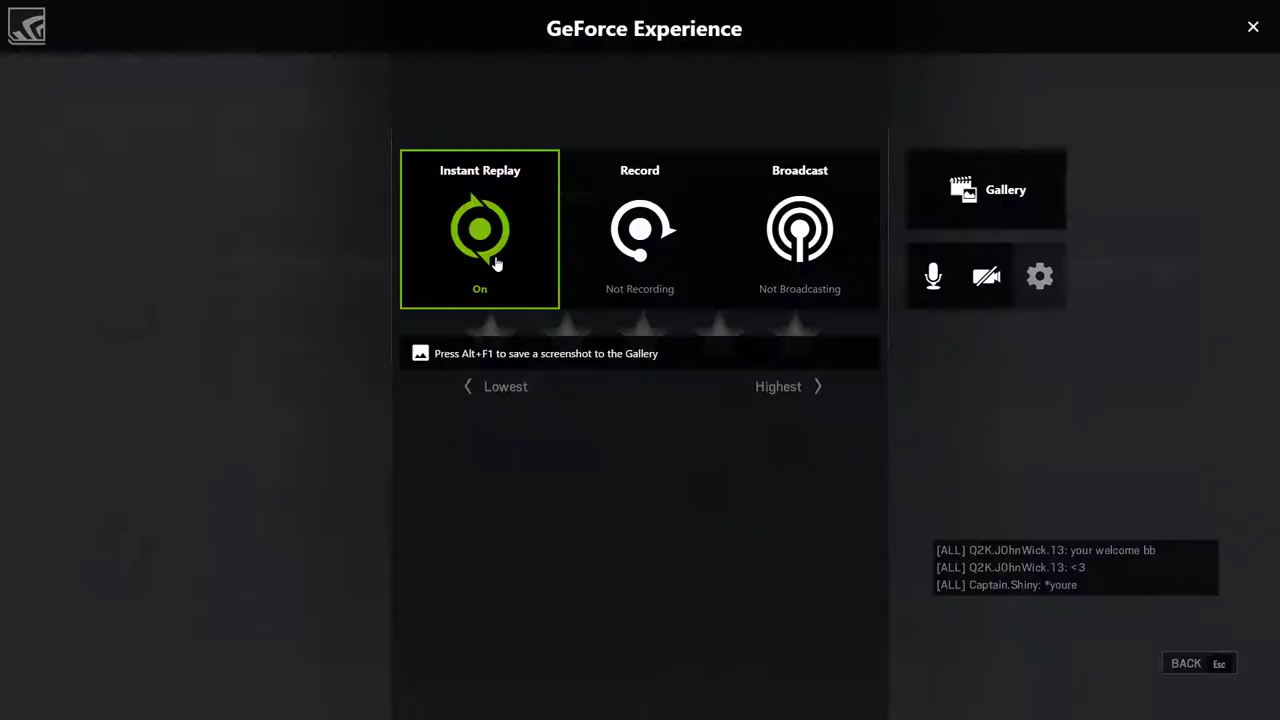 GeForce Experience
Instant Replay
On
Record
Not Recording
Broadcast
Not Broadcasting
Gallery
Press Alt+F1 to save a screenshot to the Gallery
Lowest
Highest
[ALL] Q2K.J0hnWick.13: your welcome bb
[ALL] Q2K.J0hnWick.13: <3
[ALL] Captain.Shiny: *youre
BACK Esc